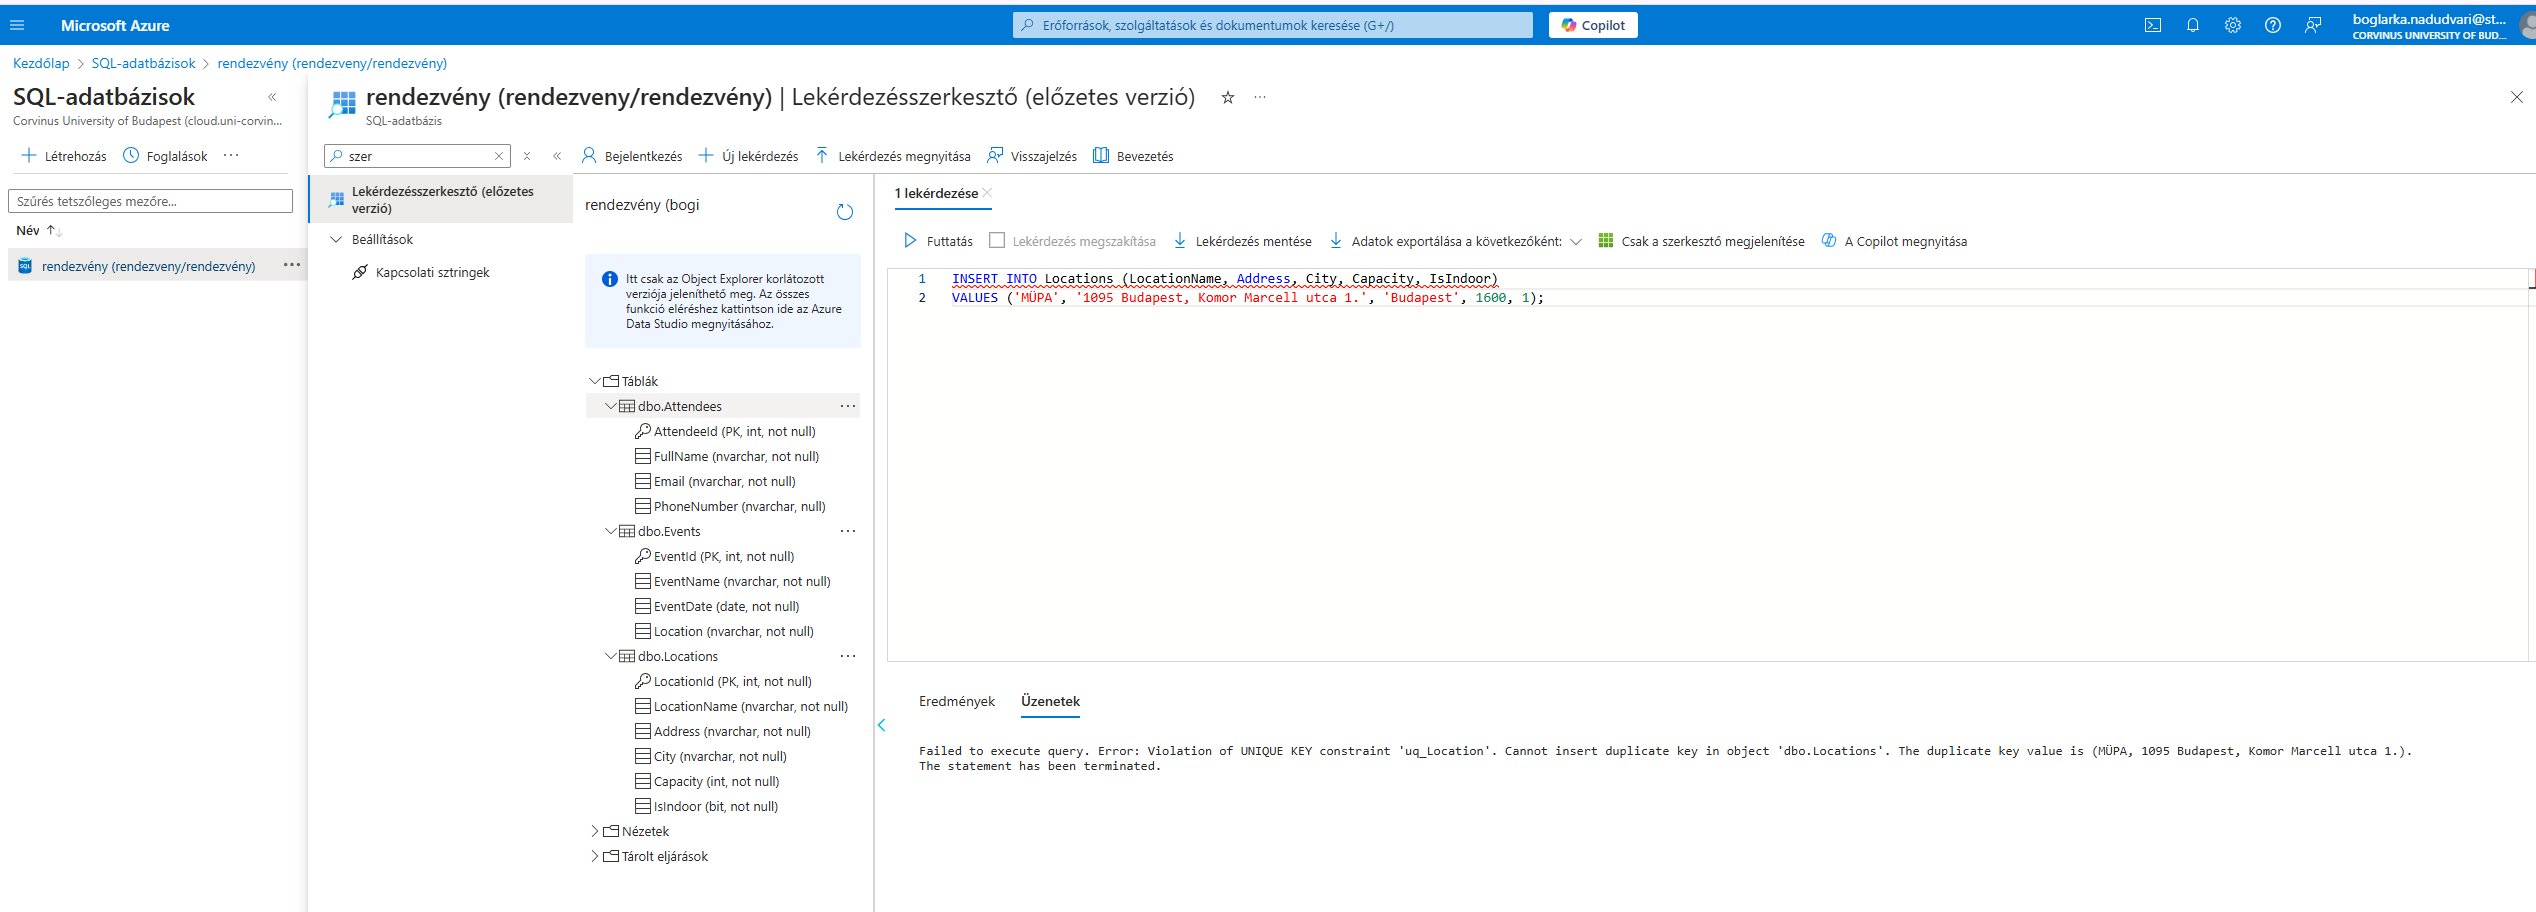 Microsoft Azure
Erőforrások, szolgáltatások és dokumentumok keresése (G+/)
Copilot
boglarka.nadudvari@st...
CORVINUS UNIVERSITY OF BUD...
Kezdőlap > SQL-adatbázisok > rendezvény (rendezveny/rendezvény)
SQL-adatbázisok
Corvinus University of Budapest (cloud.uni-corvin...
Létrehozás Foglalások ...
Szűrés tetszőleges mezőre...
Név
rendezvény (rendezveny/rendezvény) ...
rendezvény (rendezveny/rendezvény) | Lekérdezésszerkesztő (előzetes verzió) ...
SQL-adatbázis
szer
Lekérdezésszerkesztő (előzetes
verzió)
Beállítások
Kapcsolati sztringek
Bejelentkezés Új lekérdezés Lekérdezés megnyitása Visszajelzés Bevezetés
rendezvény (bogi
Itt csak az Object Explorer korlátozott
verziója jeleníthető meg. Az összes
funkció eléréshez kattintson ide az Azure
Data Studio megnyitásához.
Táblák
dbo.Attendees ...
AttendeeId (PK, int, not null)
FullName (nvarchar, not null)
Email (nvarchar, not null)
PhoneNumber (nvarchar, null)
dbo.Events ...
EventId (PK, int, not null)
EventName (nvarchar, not null)
EventDate (date, not null)
Location (nvarchar, not null)
dbo.Locations ...
LocationId (PK, int, not null)
LocationName (nvarchar, not null)
Address (nvarchar, not null)
City (nvarchar, not null)
Capacity (int, not null)
IsIndoor (bit, not null)
Nézetek
Tárolt eljárások
1 lekérdezése
Futtatás Lekérdezés megszakítása Lekérdezés mentése Adatok exportálása a következőként: Csak a szerkesztő megjelenítése A Copilot megnyitása
1 INSERT INTO Locations (LocationName, Address, City, Capacity, IsIndoor)
2 VALUES ('MÜPA', '1095 Budapest, Komor Marcell utca 1.', 'Budapest', 1600, 1);
Eredmények Üzenetek
Failed to execute query. Error: Violation of UNIQUE KEY constraint 'uq_Location'. Cannot insert duplicate key in object 'dbo.Locations'. The duplicate key value is (MÜPA, 1095 Budapest, Komor Marcell utca 1.).
The statement has been terminated.